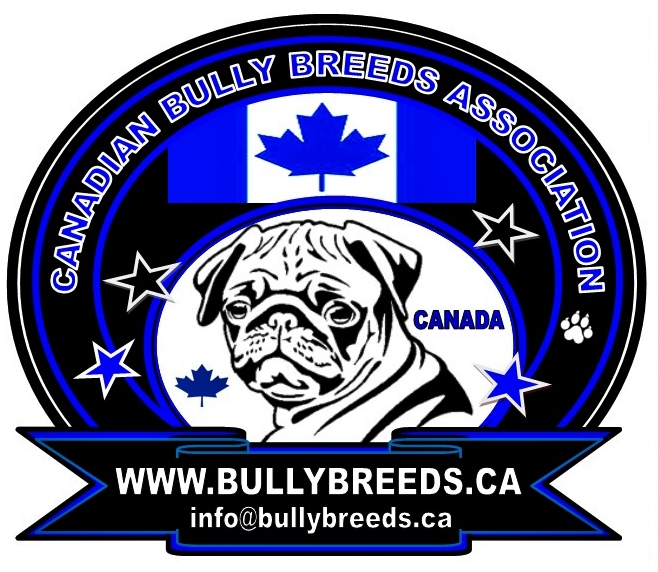 CANADIAN BULLY BREEDS ASSOCIATION
CANADA
WWW.BULLYBREEDS.CA
info@bullybreeds.ca